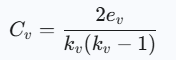 C_v = \frac{2e_v}{k_v(k_v - 1)}